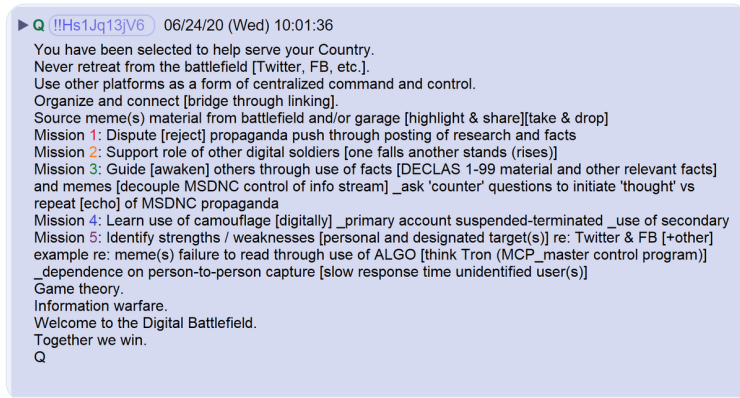 Q !!Hs1Jq13jV6 06/24/20 (Wed) 10:01:36
You have been selected to help serve your Country.
Never retreat from the battlefield [Twitter, FB, etc.].
Use other platforms as a form of centralized command and control.
Organize and connect [bridge through linking].
Source meme(s) material from battlefield and/or garage [highlight & share][take & drop]
Mission 1: Dispute [reject] propaganda push through posting of research and facts
Mission 2: Support role of other digital soldiers [one falls another stands (rises)]
Mission 3: Guide [awaken] others through use of facts [DECLAS 1-99 material and other relevant facts]
and memes [decouple MSDNC control of info stream] _ask 'counter' questions to initiate 'thought' vs
repeat [echo] of MSDNC propaganda
Mission 4: Learn use of camouflage [digitally] _primary account suspended-terminated _use of secondary
Mission 5: Identify strengths / weaknesses [personal and designated target(s)] re: Twitter & FB [+other]
example re: meme(s) failure to read through use of ALGO [think Tron (MCP_master control program)]
_dependence on person-to-person capture [slow response time unidentified user(s)]
Game theory.
Information warfare.
Welcome to the Digital Battlefield.
Together we win.
Q